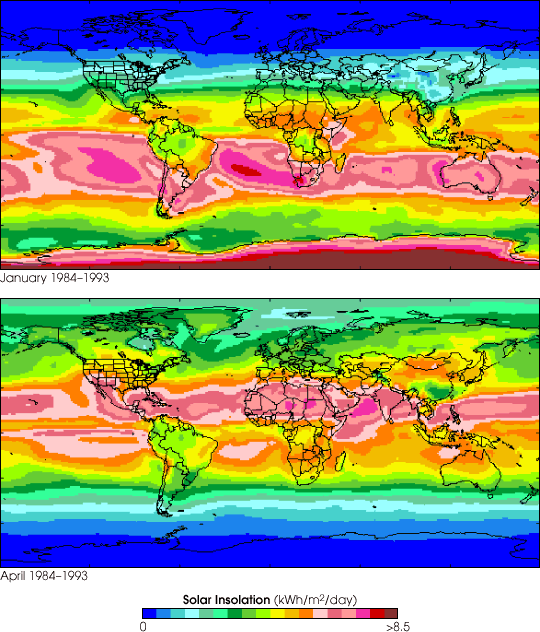 January 1984–1993
April 1984–1993
Solar Insolation (kWh/m²/day)
0 >8.5